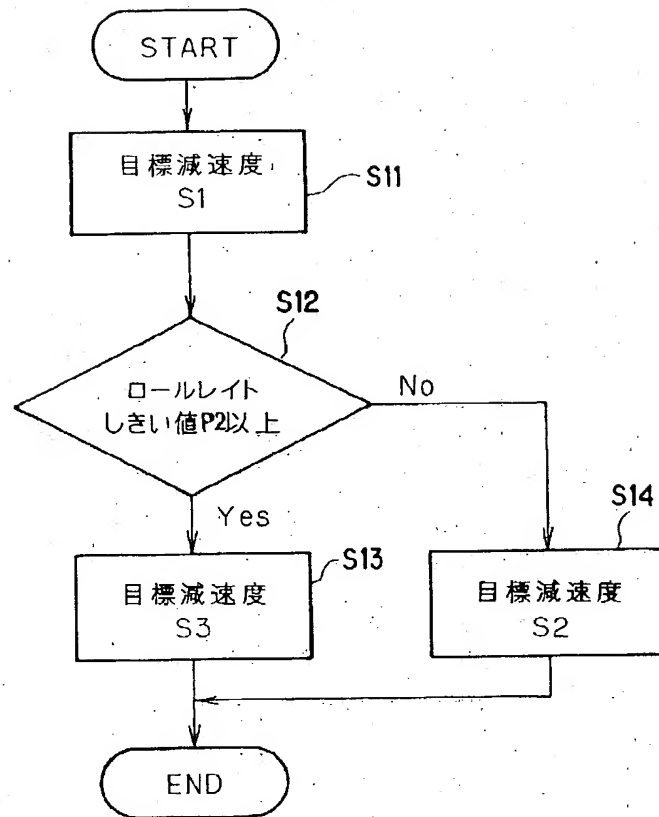 START
目標減速度
S1
S11
S12
ロールレイト
しきい値P2以上
No
Yes
S13
目標減速度
S3
S14
目標減速度
S2
END